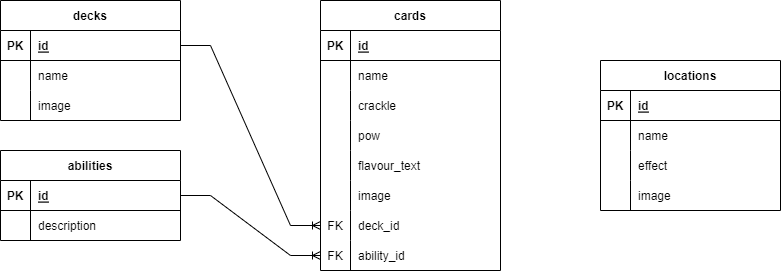 decks
PK id
name
image
abilities
PK id
description
cards
PK id
name
crackle
pow
flavour_text
image
FK deck_id
FK ability_id
locations
PK id
name
effect
image